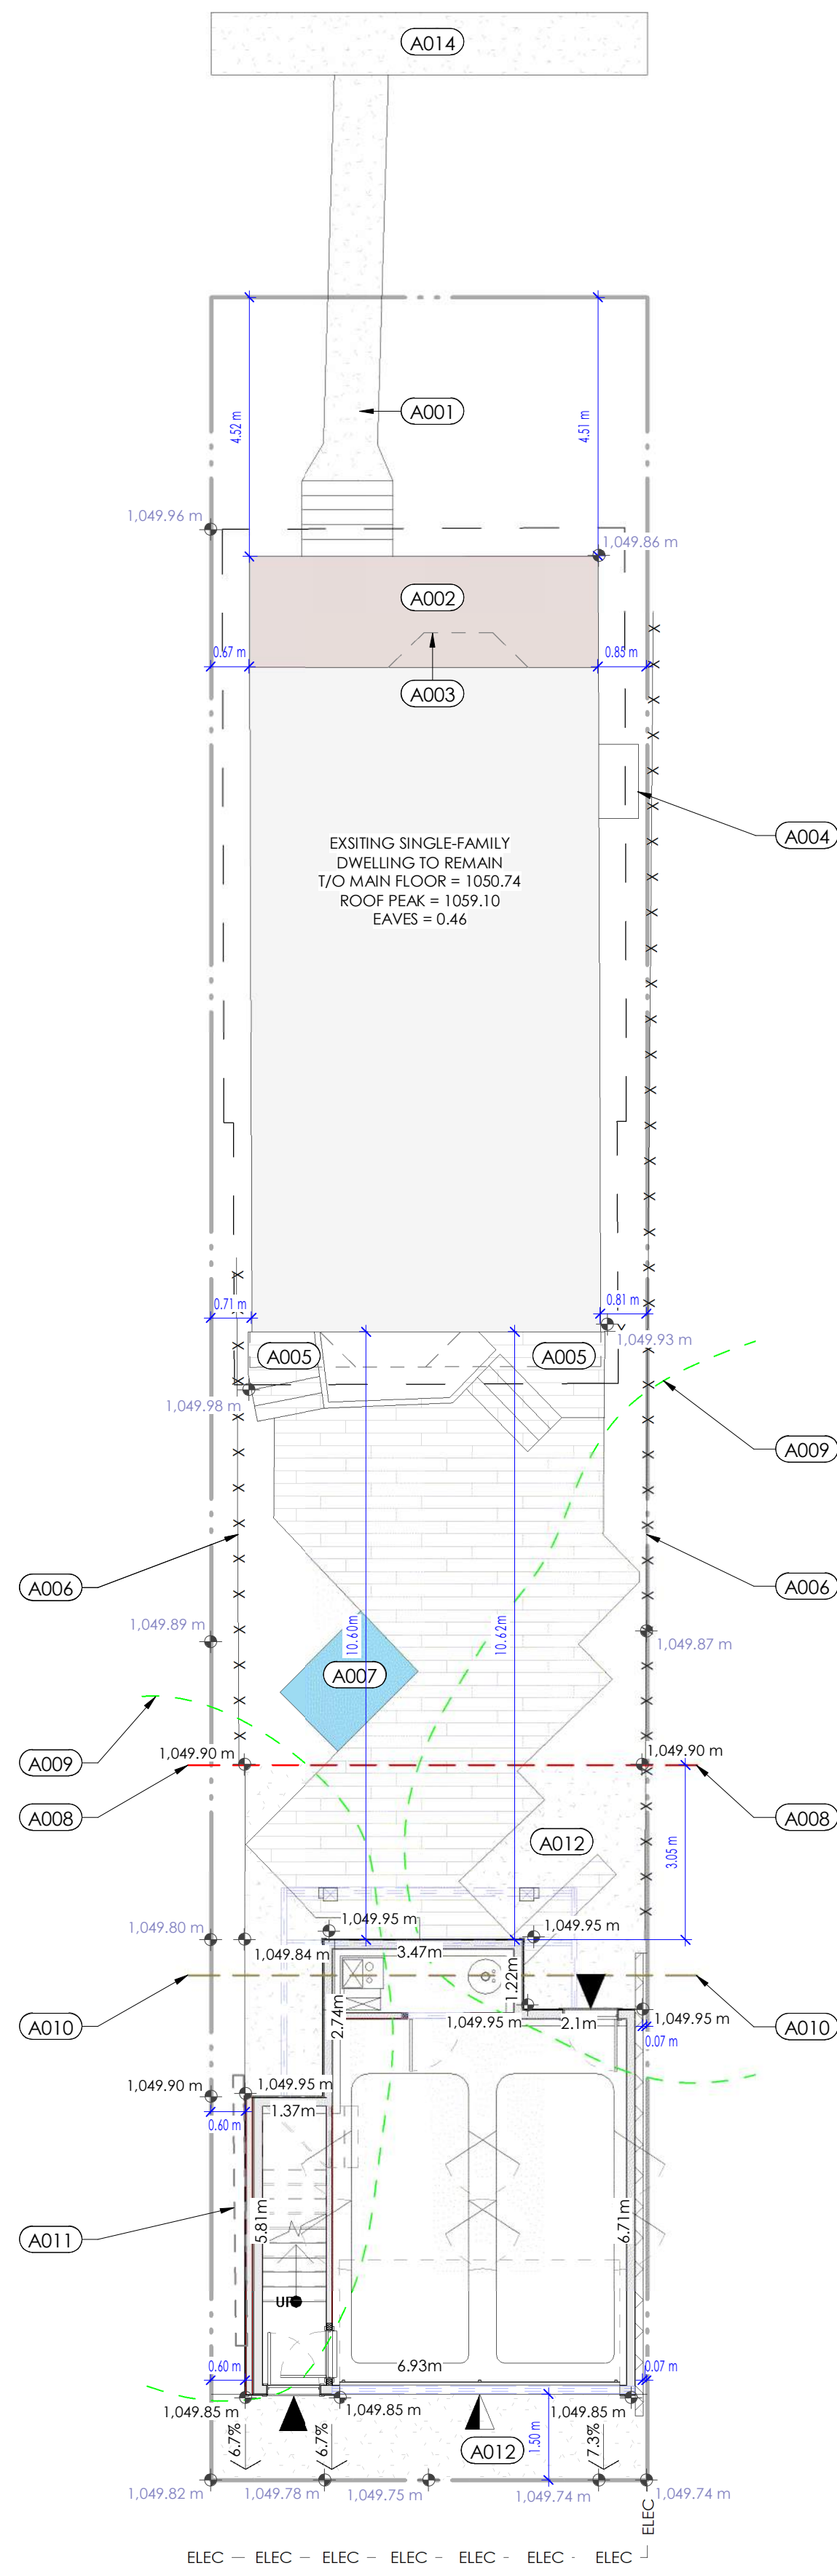 A014
A001
4.52 m
4.51 m
1,049.96 m
1,049.86 m
A002
0.67 m
0.85 m
A003
A004
EXSITING SINGLE-FAMILY
DWELLING TO REMAIN
T/O MAIN FLOOR = 1050.74
ROOF PEAK = 1059.10
EAVES = 0.46
0.71 m
0.81 m
1,049.93 m
A005
A005
1,049.98 m
A009
A006
A006
1,049.89 m
10.60m
10.62m
1,049.87 m
A007
A009
1,049.90 m
1,049.90 m
A008
A008
A012
3.05 m
1,049.80 m
1,049.95 m
1,049.95 m
1,049.84 m
3.47m
1.22m
A010
A010
2.74m
1,049.95 m
2.1m
1,049.95 m
0.07 m
1,049.90 m
1,049.95 m
0.60 m
1.37m
A011
5.81m
6.71m
UP
6.93m
0.60 m
0.07 m
1,049.85 m
1,049.85 m
1,049.85 m
6.7%
6.7%
A012
1.50 m
7.3%
1,049.82 m
1,049.78 m
1,049.75 m
1,049.74 m
1,049.74 m
ELEC
ELEC ELEC ELEC ELEC ELEC ELEC ELEC